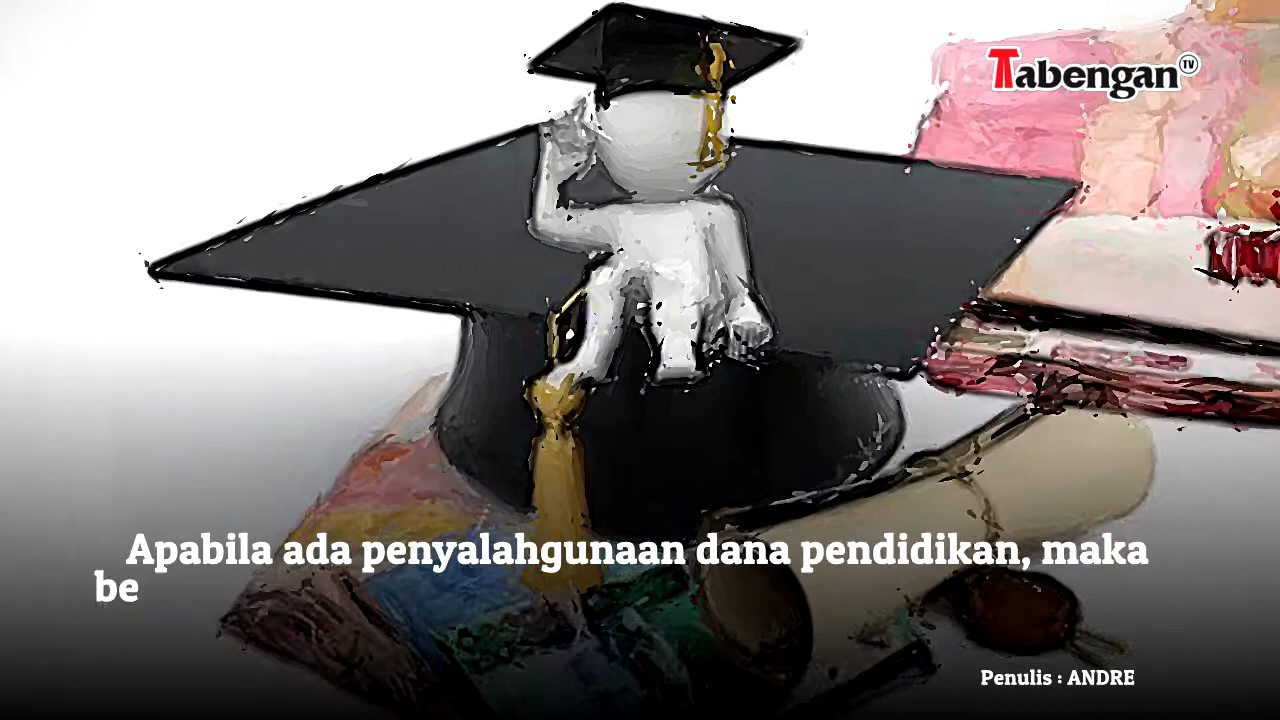 Tabengan TV
Apabila ada penyalahgunaan dana pendidikan, maka
be
Penulis : ANDRE